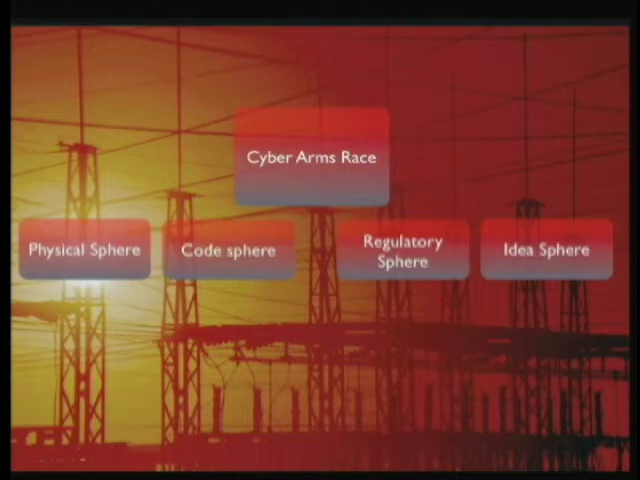 Cyber Arms Race
Physical Sphere
Code sphere
Regulatory
Sphere
Idea Sphere